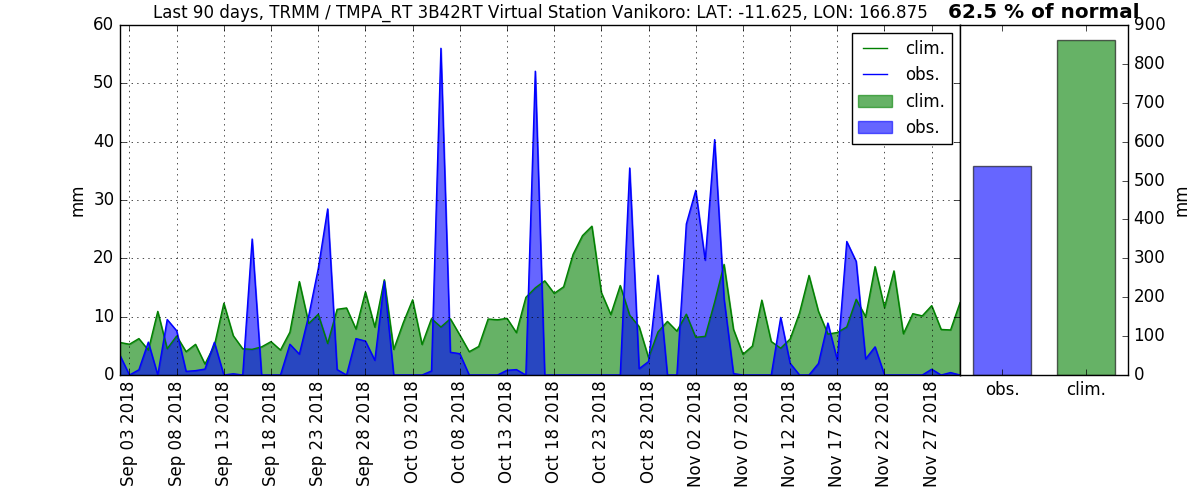 Last 90 days, TRMM / TMPA_RT 3B42RT Virtual Station Vanikoro: LAT: -11.625, LON: 166.875
62.5 % of normal
60
50
40
30
20
10
0
mm
clim.
obs.
clim.
obs.
900
800
700
600
500
400
300
200
100
0
mm
obs.
clim.
Sep 03 2018
Sep 08 2018
Sep 13 2018
Sep 18 2018
Sep 23 2018
Sep 28 2018
Oct 03 2018
Oct 08 2018
Oct 13 2018
Oct 18 2018
Oct 23 2018
Oct 28 2018
Nov 02 2018
Nov 07 2018
Nov 12 2018
Nov 17 2018
Nov 22 2018
Nov 27 2018